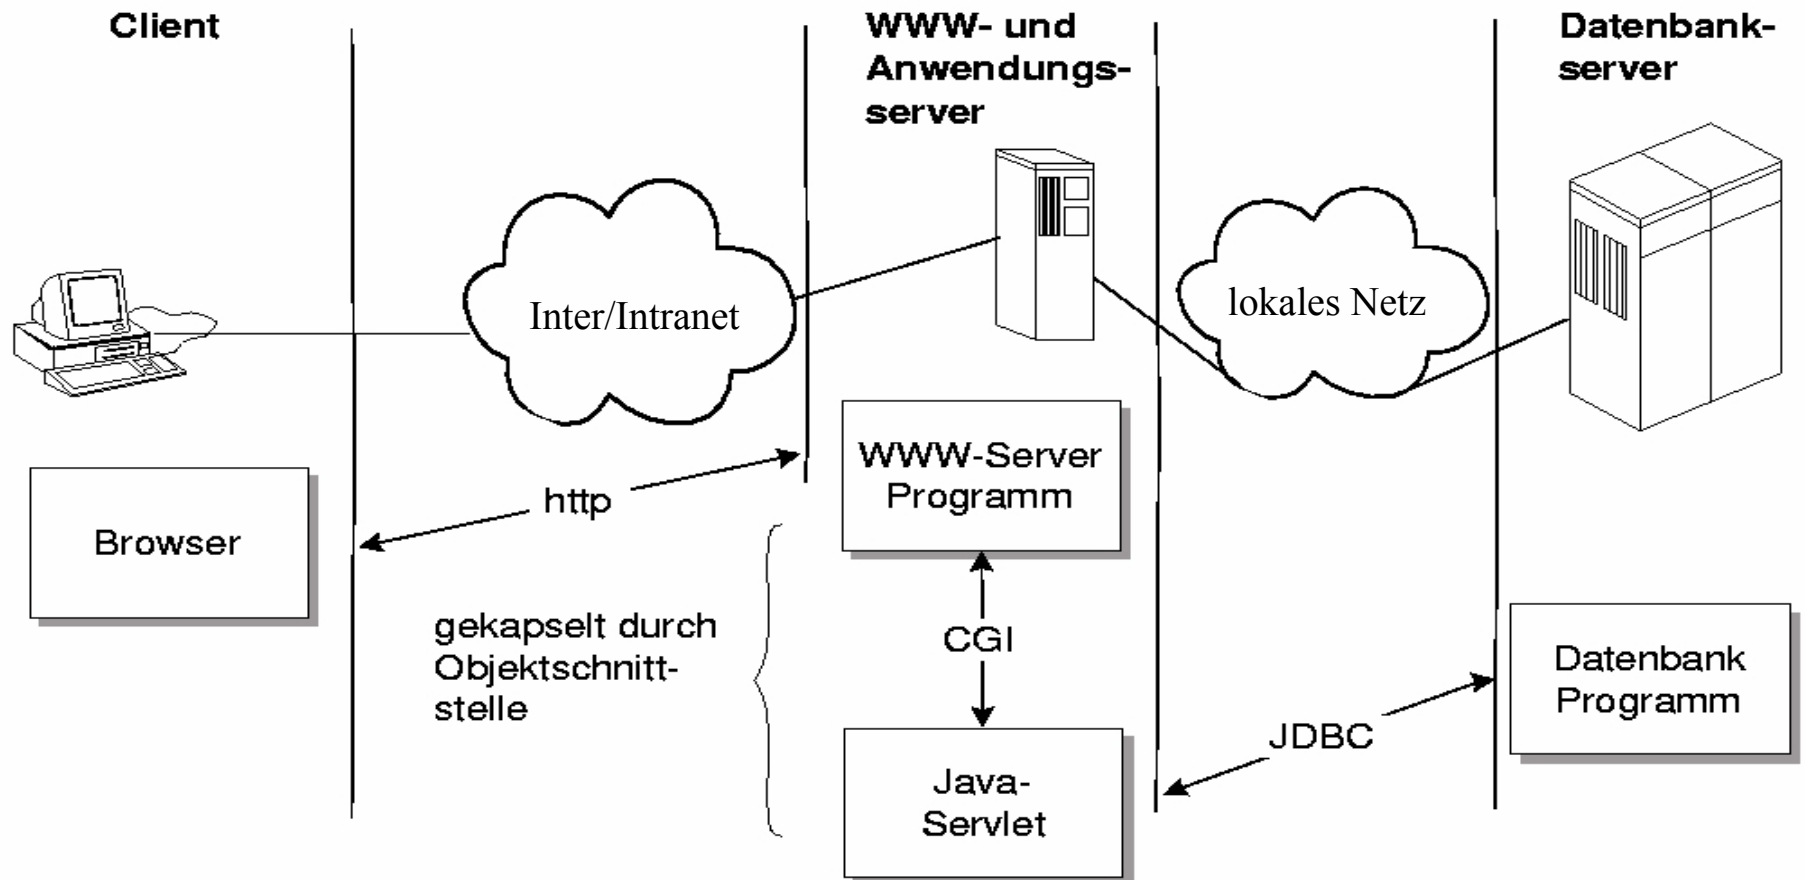 Client
WWW- und
Anwendungs-
server
Datenbank-
server
Inter/Intranet
lokales Netz
http
Browser
WWW-Server
Programm
gekapselt durch
Objektschnitt-
stelle
CGI
Java-
Servlet
JDBC
Datenbank
Programm